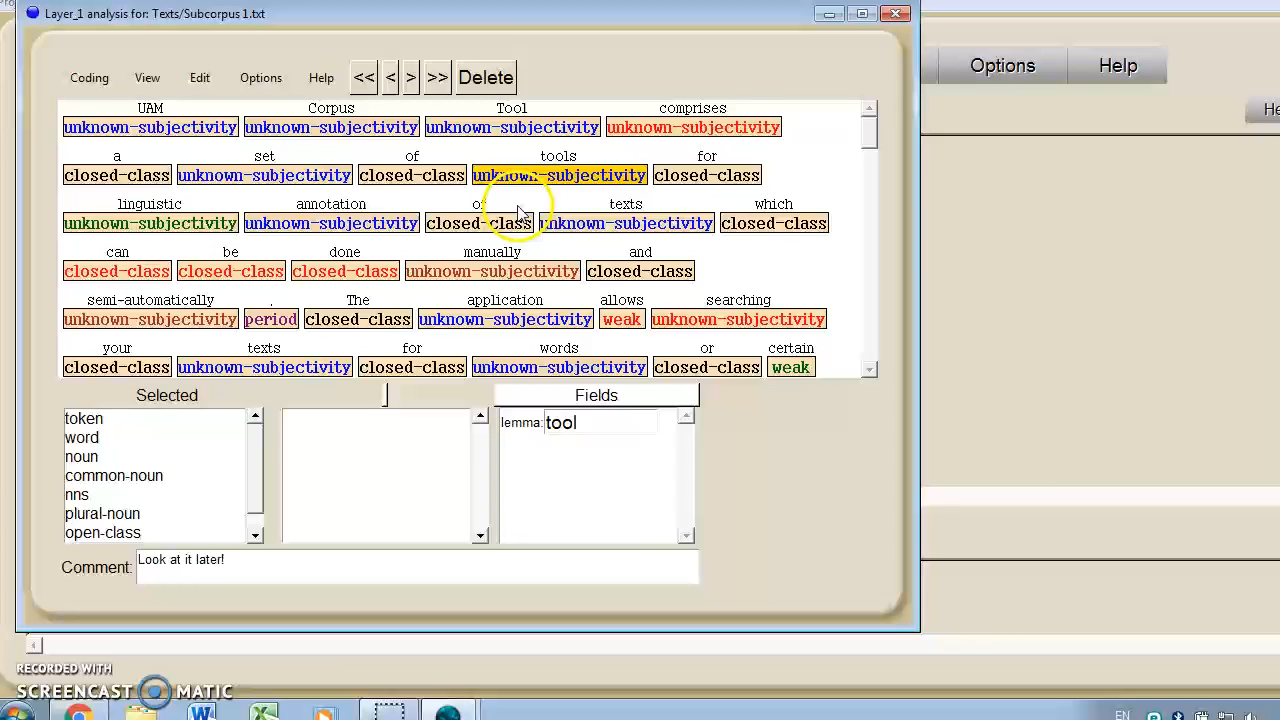 Layer_1 analysis for: Texts/Subcorpus 1.txt
Options Help
Coding View Edit Options Help << < > >> Delete
UAM Corpus Tool comprises
unknown-subjectivity unknown-subjectivity unknown-subjectivity unknown-subjectivity
a set of tools for
closed-class unknown-subjectivity closed-class unknown-subjectivity closed-class
linguistic annotation of texts which
unknown-subjectivity unknown-subjectivity closed-class unknown-subjectivity closed-class
can be done manually and
closed-class closed-class closed-class unknown-subjectivity closed-class
semi-automatically . The application allows searching
unknown-subjectivity period closed-class unknown-subjectivity weak unknown-subjectivity
your texts for words or certain
closed-class unknown-subjectivity closed-class unknown-subjectivity closed-class weak
Selected Fields
token
word
noun
common-noun
nns
plural-noun
open-class
lemma: tool
Comment: Look at it later!
RECORDED WITH
SCREENCAST MATIC
EN